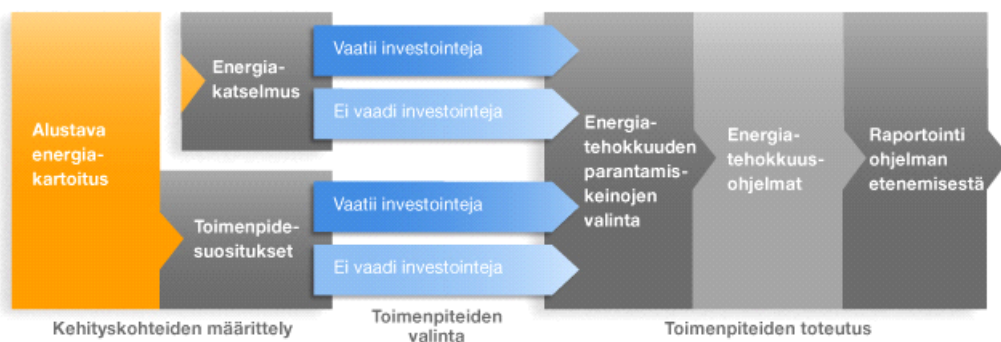 Alustava
energia-
kartoitus
Energia-
katselmus
Toimenpide-
suositukset
Vaatii investointeja
Ei vaadi investointeja
Vaatii investointeja
Ei vaadi investointeja
Energia-
tehokkuuden
parantamis-
keinojen
valinta
Energia-
tehokkuus-
ohjelmat
Raportointi
ohjelman
etenemisestä
Kehityskohteiden määrittely
Toimenpiteiden
valinta
Toimenpiteiden toteutus